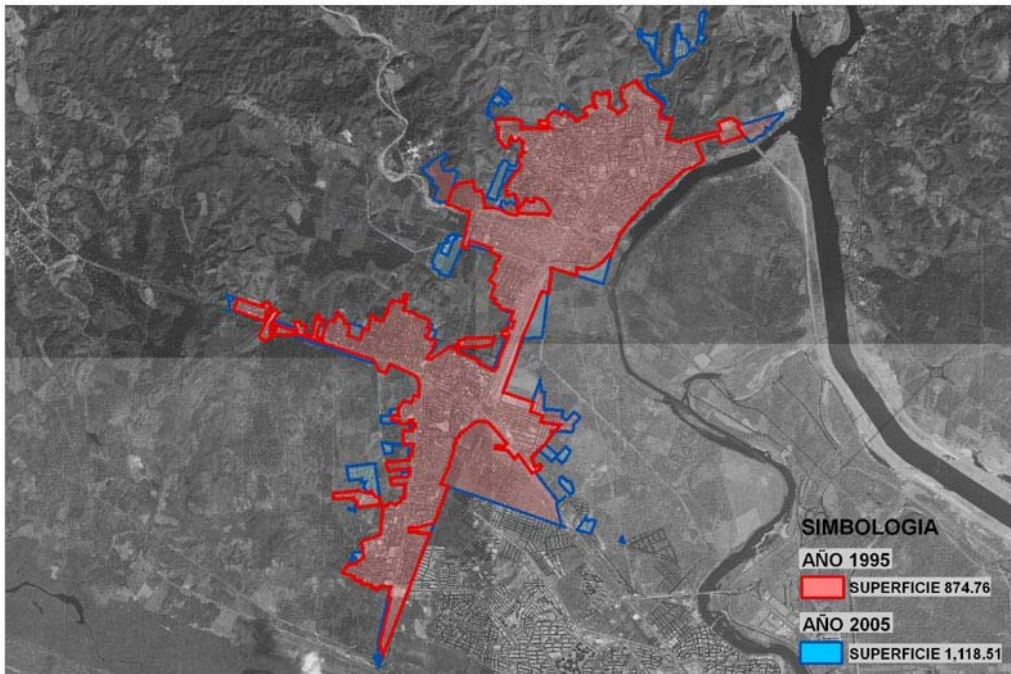 SIMBOLOGIA
AÑO 1995
SUPERFICIE 874.76
AÑO 2005
SUPERFICIE 1,118.51